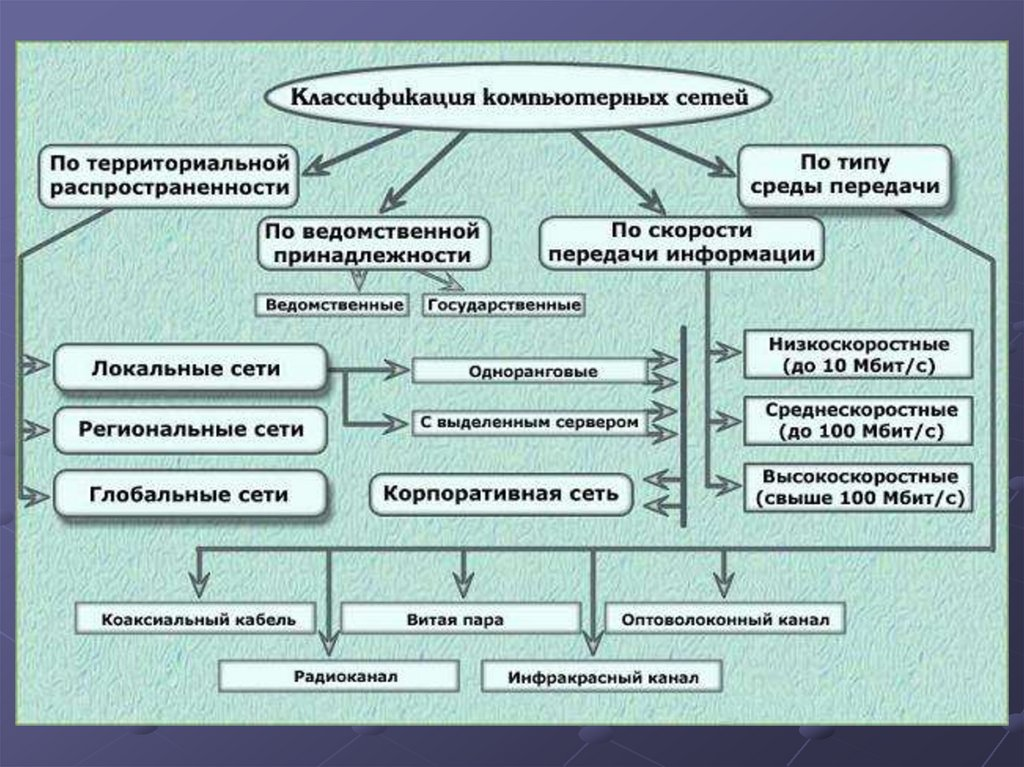 Классификация компьютерных сетей
По территориальной
распространенности
По типу
среды передачи
По ведомственной
принадлежности
По скорости
передачи информации
Ведомственные
Государственные
Локальные сети
Одноранговые
Низкоскоростные
(до 10 Мбит/с)
Региональные сети
С выделенным сервером
Среднескоростные
(до 100 Мбит/с)
Глобальные сети
Корпоративная сеть
Высокоскоростные
(свыше 100 Мбит/с)
Коаксиальный кабель
Витая пара
Оптоволоконный канал
Радиоканал
Инфракрасный канал